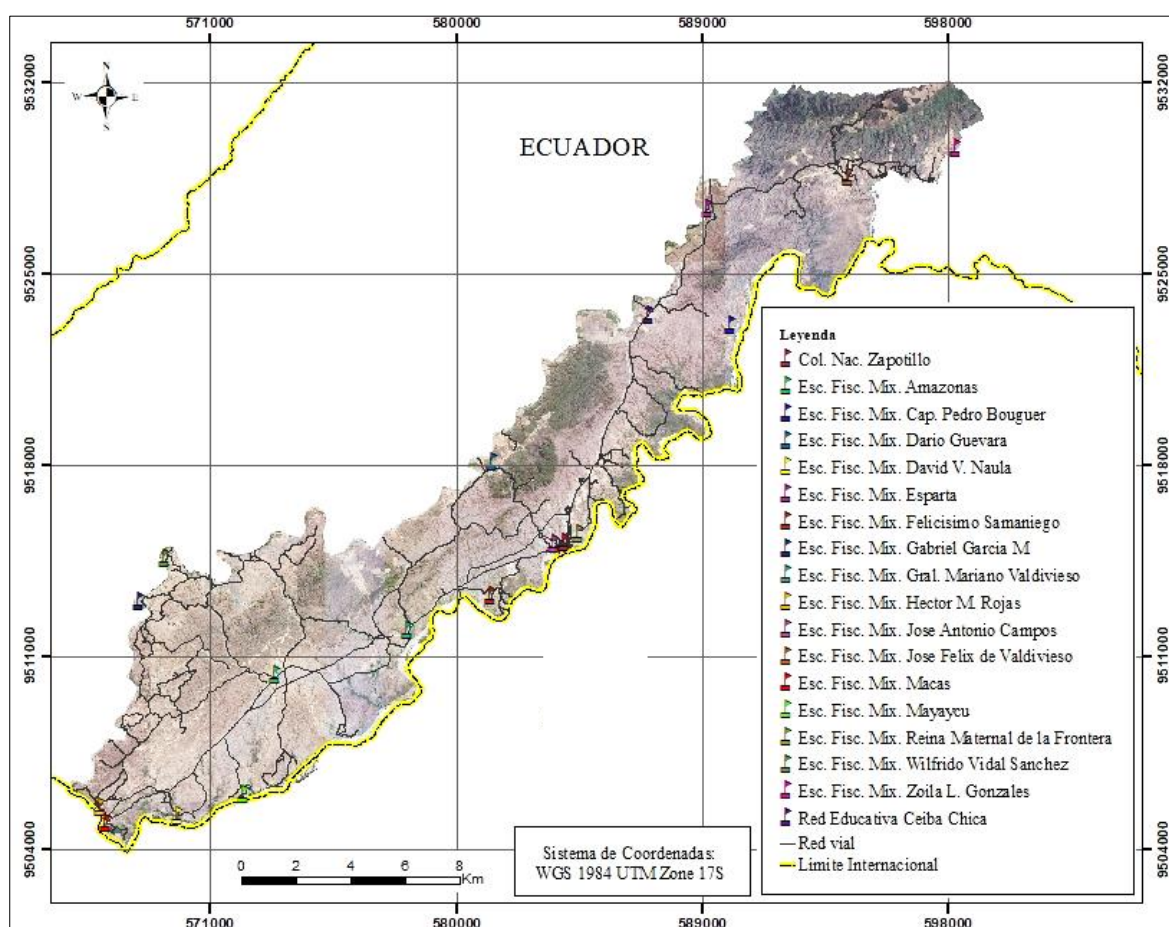 571000
580000
589000
598000
9532000
9532000
N
W
E
S
ECUADOR
9525000
9525000
Leyenda
Col. Nac. Zapotillo
Esc. Fisc. Mix. Amazonas
Esc. Fisc. Mix. Cap. Pedro Bouguer
Esc. Fisc. Mix. Dario Guevara
Esc. Fisc. Mix. David V. Naula
Esc. Fisc. Mix. Esparta
Esc. Fisc. Mix. Felicisimo Samaniego
Esc. Fisc. Mix. Gabriel Garcia M
Esc. Fisc. Mix. Gral. Mariano Valdivieso
Esc. Fisc. Mix. Hector M. Rojas
Esc. Fisc. Mix. Jose Antonio Campos
Esc. Fisc. Mix. Jose Felix de Valdivieso
Esc. Fisc. Mix. Macas
Esc. Fisc. Mix. Mayaycu
Esc. Fisc. Mix. Reina Maternal de la Frontera
Esc. Fisc. Mix. Wilfrido Vidal Sanchez
Esc. Fisc. Mix. Zoila L. Gonzales
Red Educativa Ceiba Chica
Red vial
Limite Internacional
9518000
9518000
9511000
9511000
9504000
9504000
0 2 4 6 8
Km
Sistema de Coordenadas:
WGS 1984 UTM Zone 17S
571000
580000
589000
598000